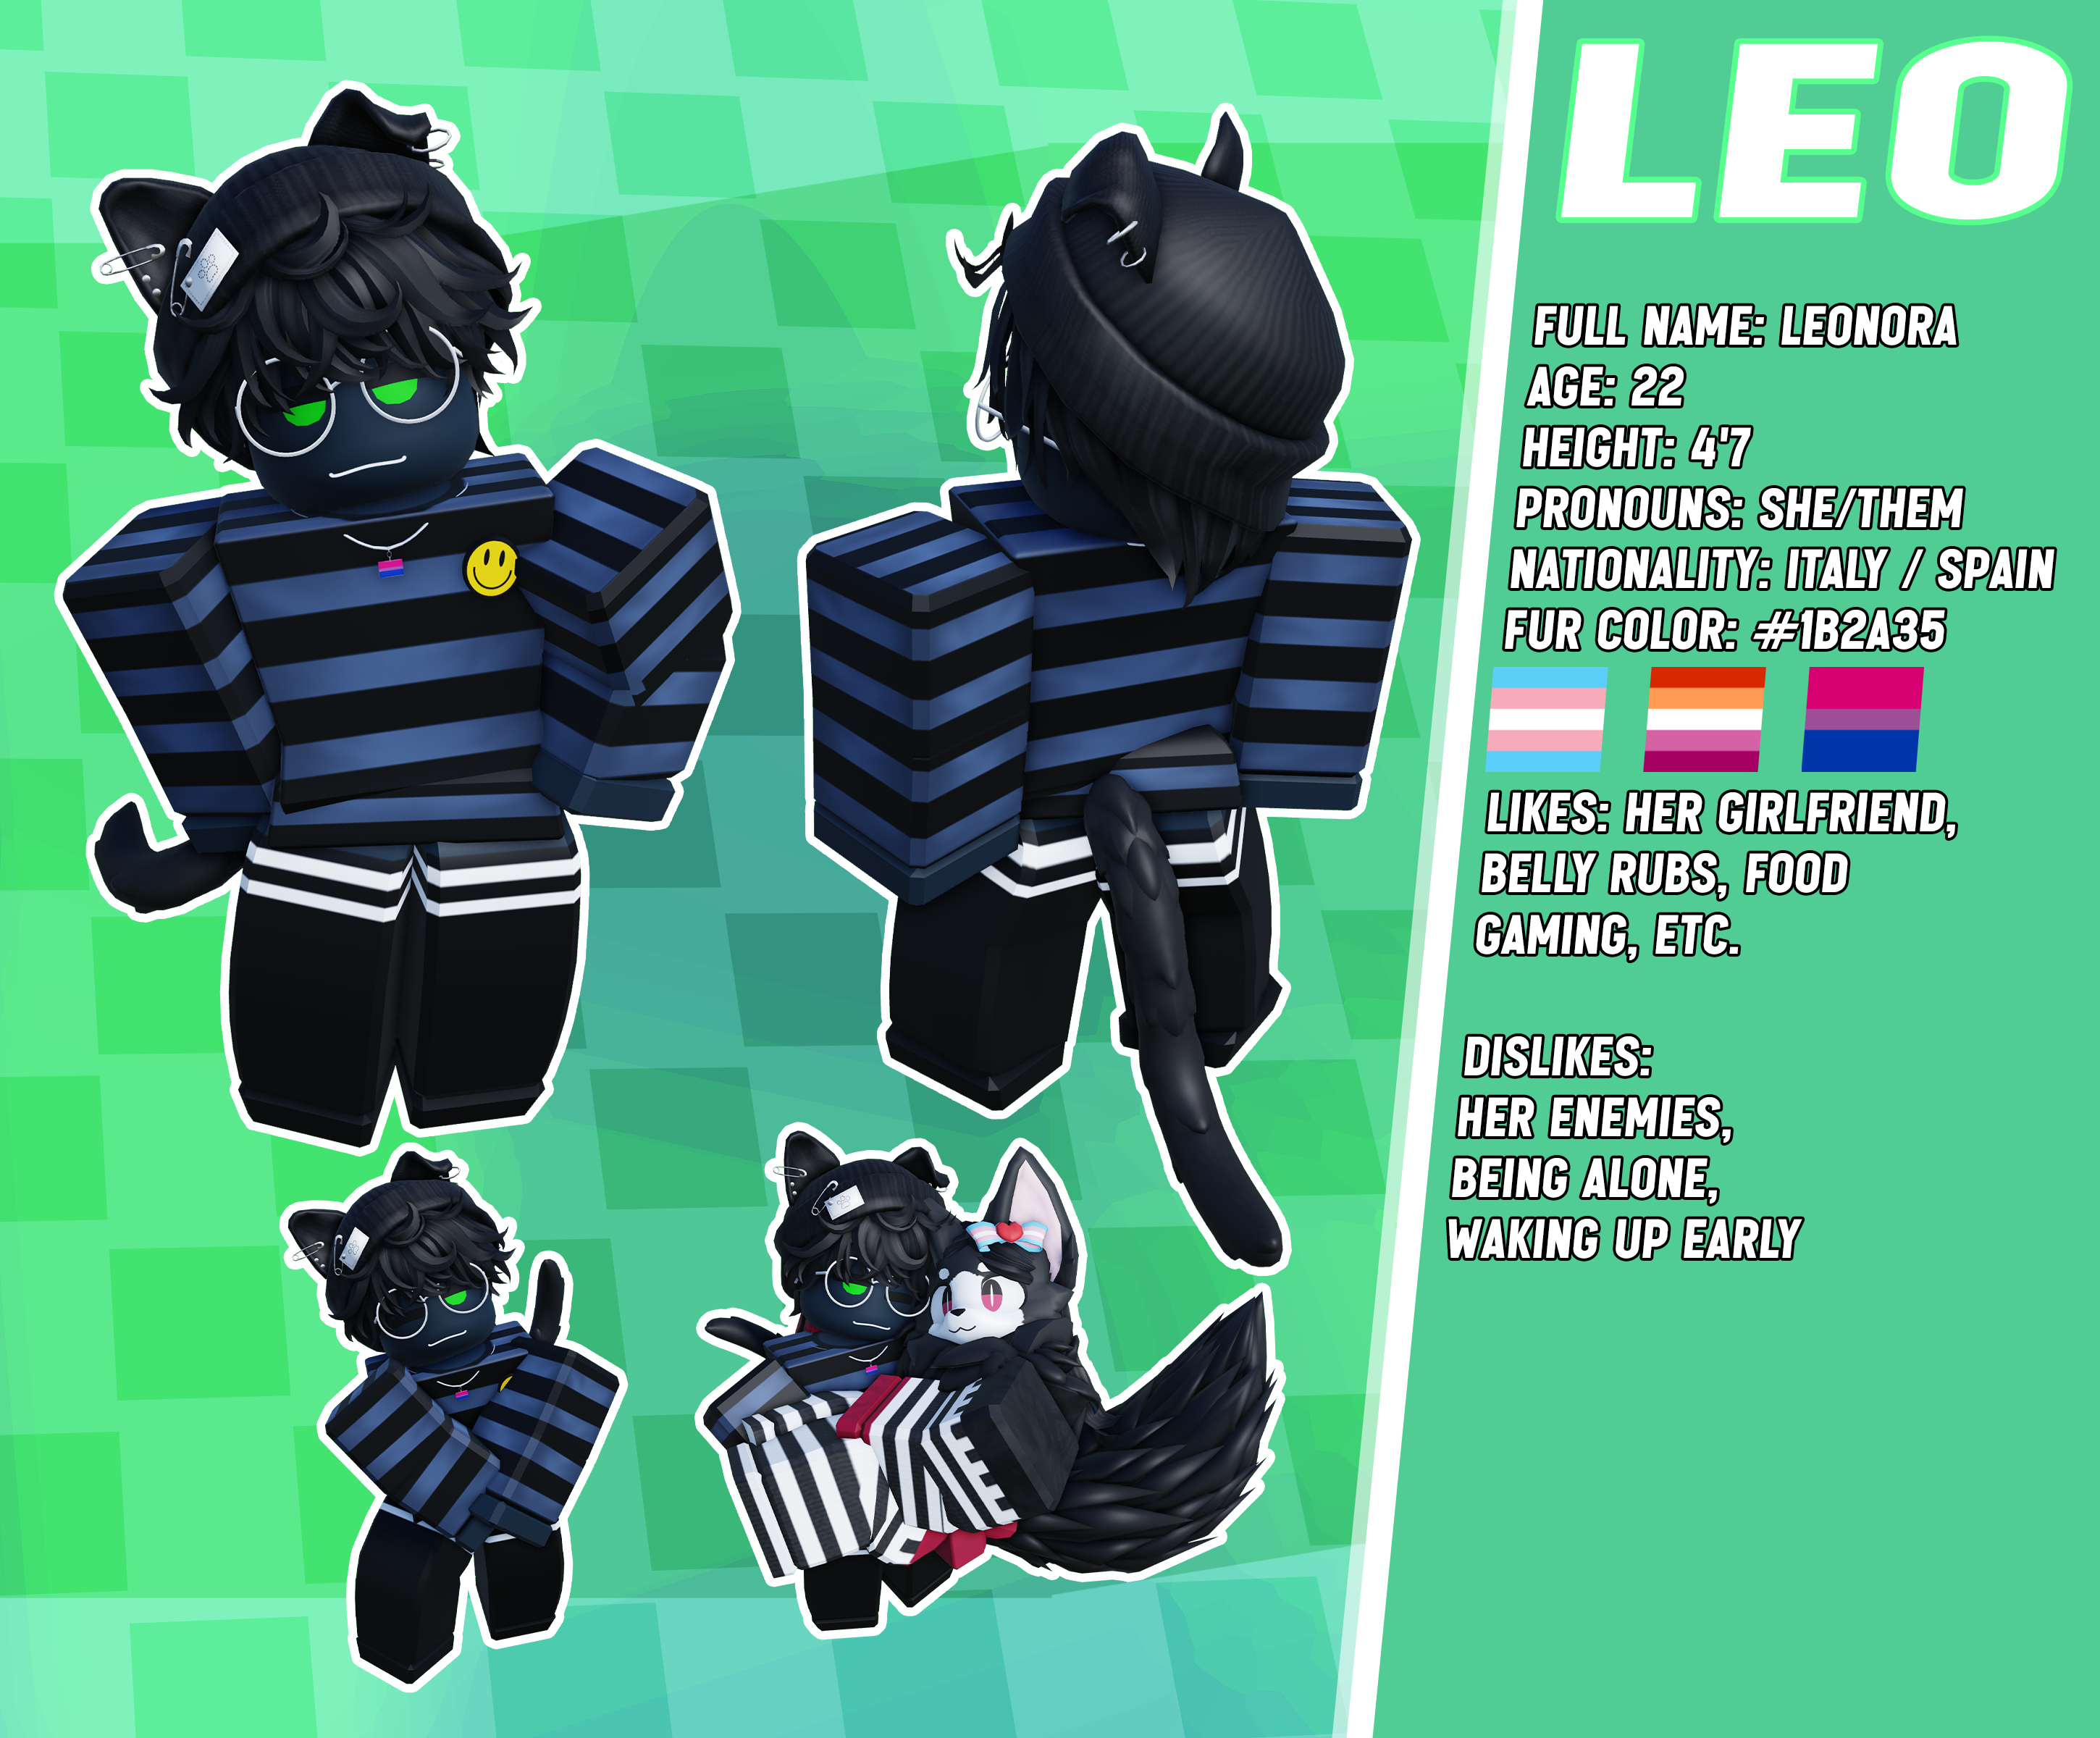 LEO
FULL NAME: LEONORA
AGE: 22
HEIGHT: 4'7
PRONOUNS: SHE/THEM
NATIONALITY: ITALY / SPAIN
FUR COLOR: #1B2A35
LIKES: HER GIRLFRIEND,
BELLY RUBS, FOOD
GAMING, ETC.
DISLIKES:
HER ENEMIES,
BEING ALONE,
WAKING UP EARLY